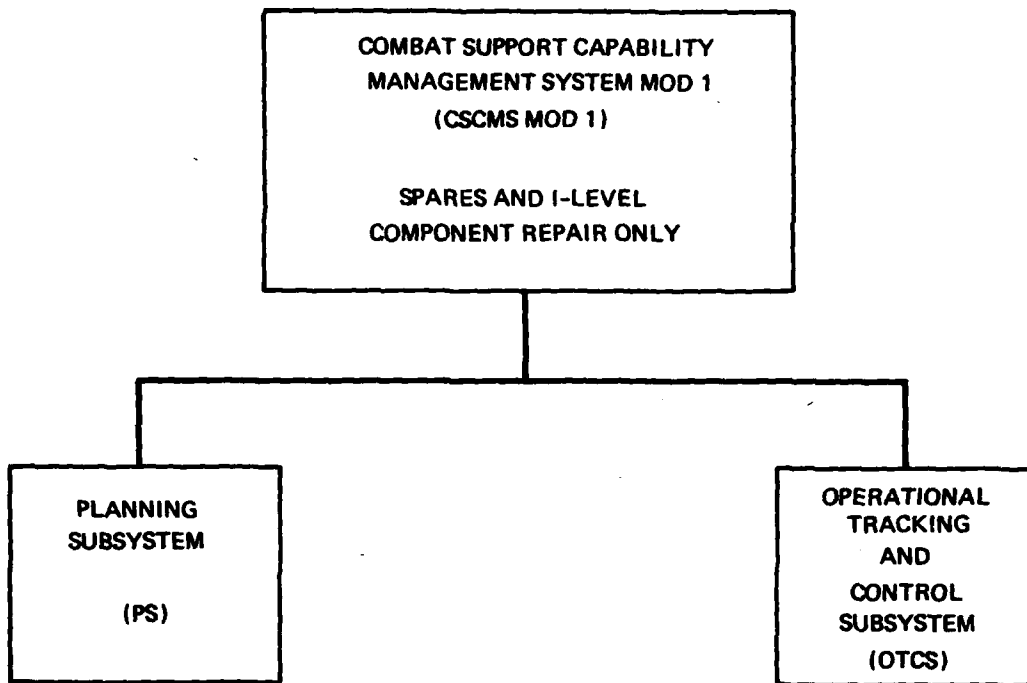 COMBAT SUPPORT CAPABILITY
MANAGEMENT SYSTEM MOD 1
(CSCMS MOD 1)
SPARES AND I-LEVEL
COMPONENT REPAIR ONLY
PLANNING
SUBSYSTEM
(PS)
OPERATIONAL
TRACKING
AND
CONTROL
SUBSYSTEM
(OTCS)